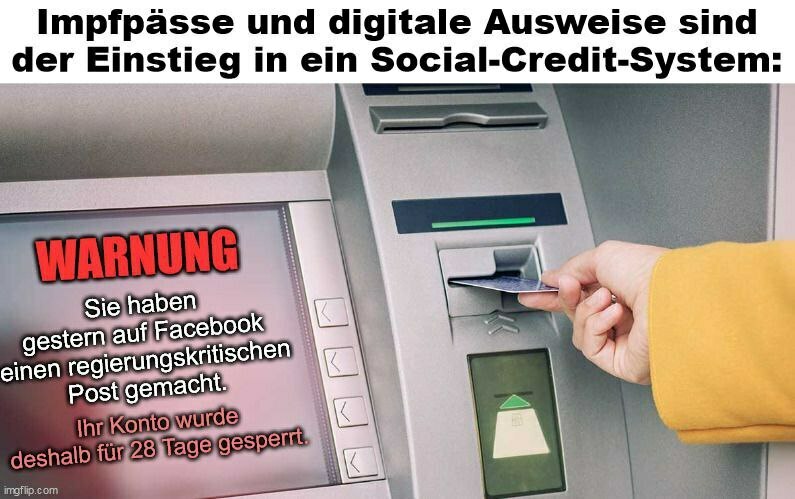 Impfpässe und digitale Ausweise sind
der Einstieg in ein Social-Credit-System:
WARNUNG
Sie haben
gestern auf Facebook
einen regierungskritischen
Post gemacht.
Ihr Konto wurde
deshalb für 28 Tage gesperrt.
imgflip.com